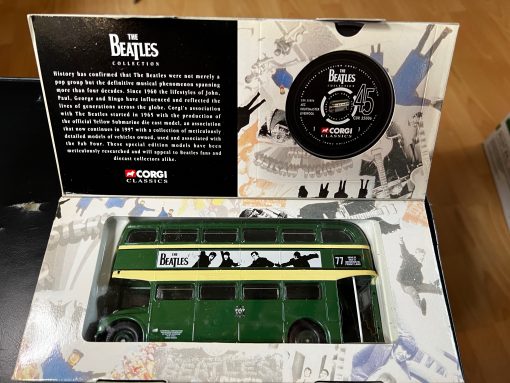 THE
BEATLES
COLLECTION
History has confirmed that The Beatles were not merely a
pop group but the definitive musical phenomenon spanning
more than four decades. Since 1960 the lifestyles of John,
Paul, George and Ringo have influenced and reflected the
lives of generations across the globe. Corgi's association
with The Beatles started in 1965 with the production of
the official Yellow Submarine die cast model, an association
that now continues in 1997 with a collection of meticulously
detailed models of vehicles owned, used and associated with
the Fab Four. These special edition models have been
meticulously researched and will appeal to Beatles fans and
diecast collectors alike.
CORGI
CLASSICS
THE
BEATLES
COLLECTION
45
CORGI
CLASSICS
THE
BEATLES
77